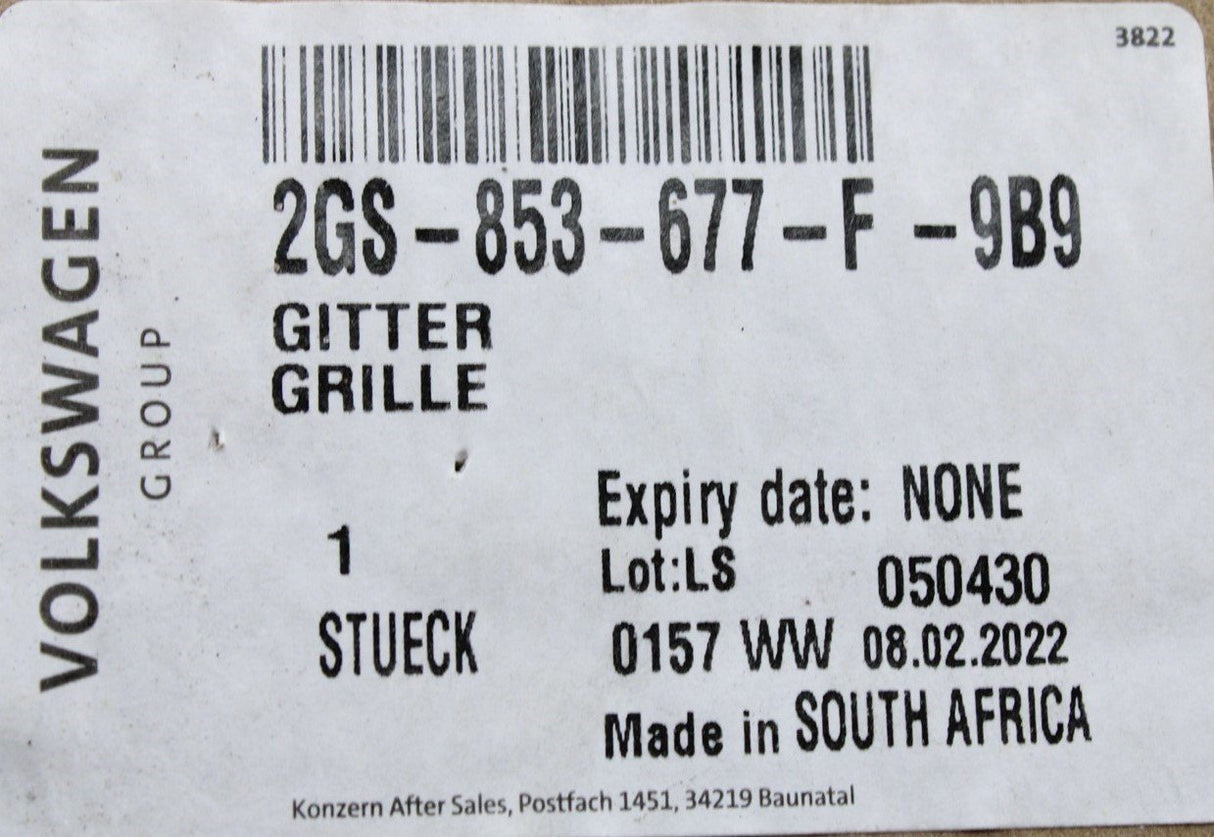 3822
VOLKSWAGEN
GROUP
2GS-853-677-F -9B9
GITTER
GRILLE
Expiry date: NONE
1
Lot:LS 050430
STUECK
0157 WW 08.02.2022
Made in SOUTH AFRICA
Konzern After Sales, Postfach 1451, 34219 Baunatal